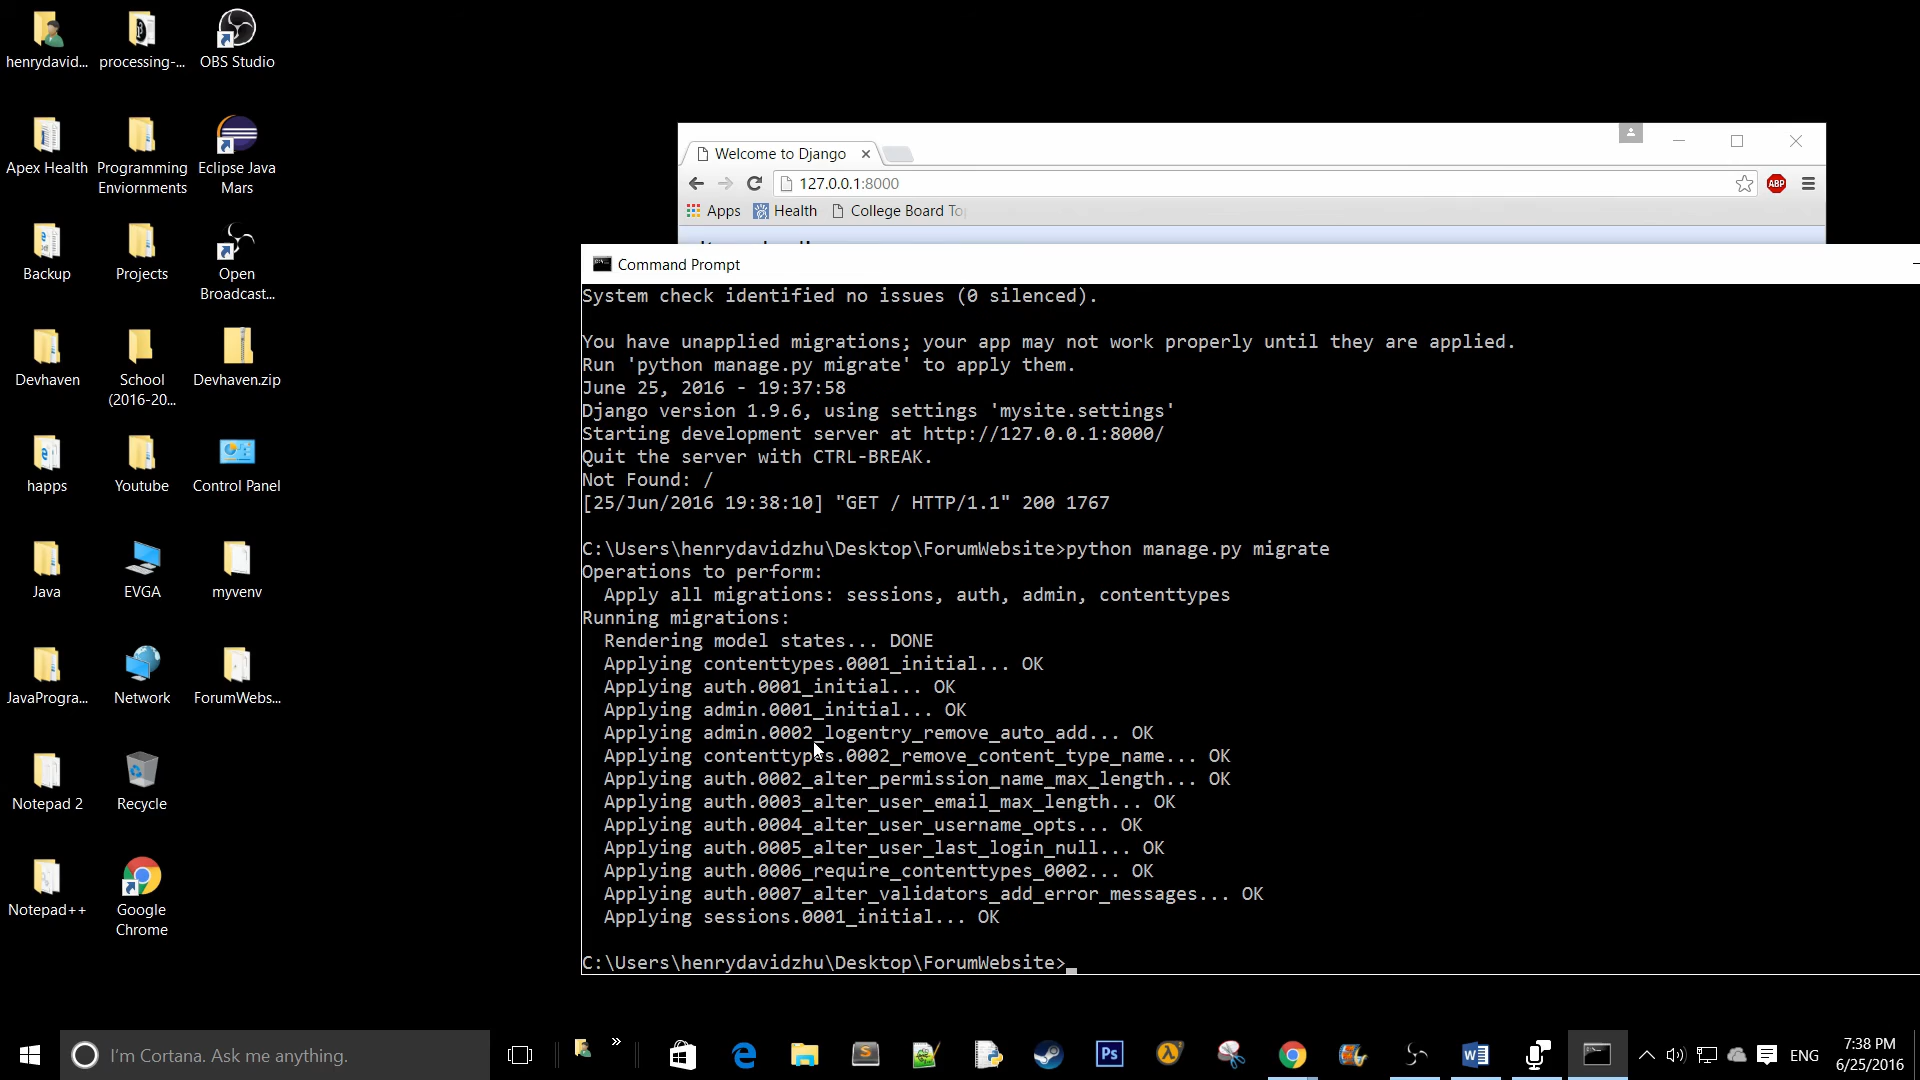 henrydavid...
processing-...
OBS Studio
Apex Health
Programming
Enviornments
Eclipse Java
Mars
Backup
Projects
Open
Broadcast...
Devhaven
School
(2016-20...
Devhaven.zip
happs
Youtube
Control Panel
Java
EVGA
myvenv
JavaProgra...
Network
ForumWebs...
Notepad 2
Recycle
Notepad++
Google
Chrome
Welcome to Django
127.0.0.1:8000
ABP
Apps
Health
College Board
Command Prompt
System check identified no issues (0 silenced).
You have unapplied migrations; your app may not work properly until they are applied.
Run 'python manage.py migrate' to apply them.
June 25, 2016 - 19:37:58
Django version 1.9.6, using settings 'mysite.settings'
Starting development server at http://127.0.0.1:8000/
Quit the server with CTRL-BREAK.
Not Found: /
[25/Jun/2016 19:38:10] "GET / HTTP/1.1" 200 1767
C:\Users\henrydavidzhu\Desktop\ForumWebsite>python manage.py migrate
Operations to perform:
Apply all migrations: sessions, auth, admin, contenttypes
Running migrations:
Rendering model states... DONE
Applying contenttypes.0001_initial... OK
Applying auth.0001_initial... OK
Applying admin.0001_initial... OK
Applying admin.0002_logentry_remove_auto_add... OK
Applying contenttypes.0002_remove_content_type_name... OK
Applying auth.0002_alter_permission_name_max_length... OK
Applying auth.0003_alter_user_email_max_length... OK
Applying auth.0004_alter_user_username_opts... OK
Applying auth.0005_alter_user_last_login_null... OK
Applying auth.0006_require_contenttypes_0002... OK
Applying auth.0007_alter_validators_add_error_messages... OK
Applying sessions.0001_initial... OK
C:\Users\henrydavidzhu\Desktop\ForumWebsite>_
I'm Cortana. Ask me anything.
Ps
ENG
7:38 PM
6/25/2016